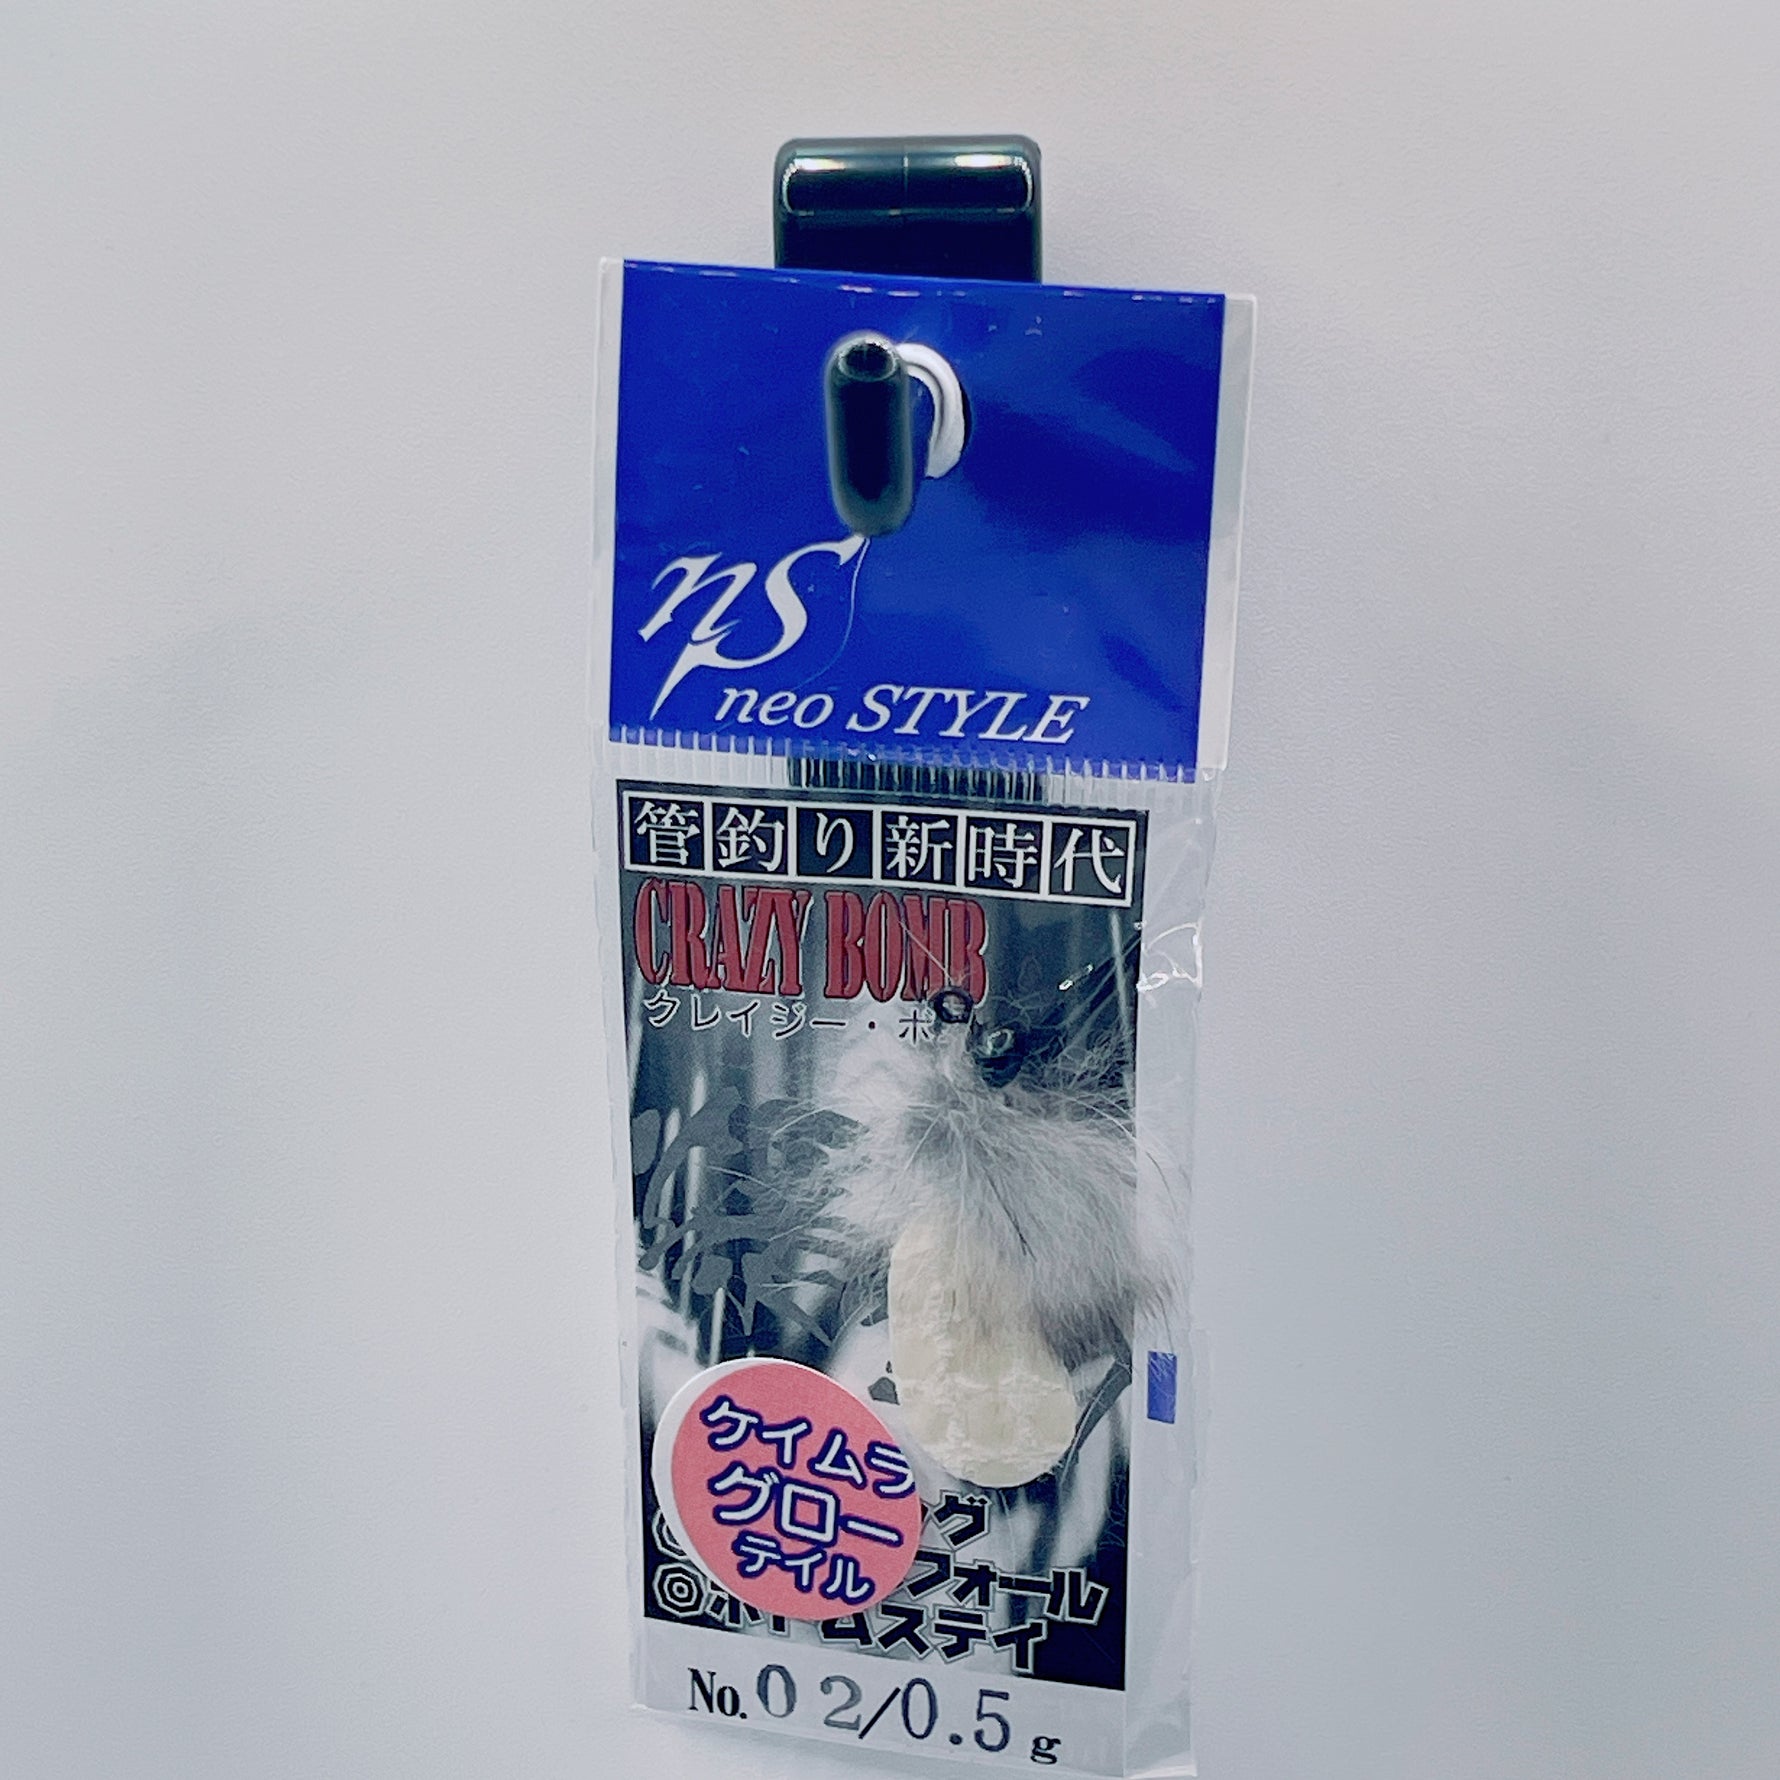 ns
neo STYLE
管釣り新時代
CRAZY BOMB
クレイジー・ボ
ケイムラ
グロー
テイル
グ
フォール
ムスティ
No.02/0.5g